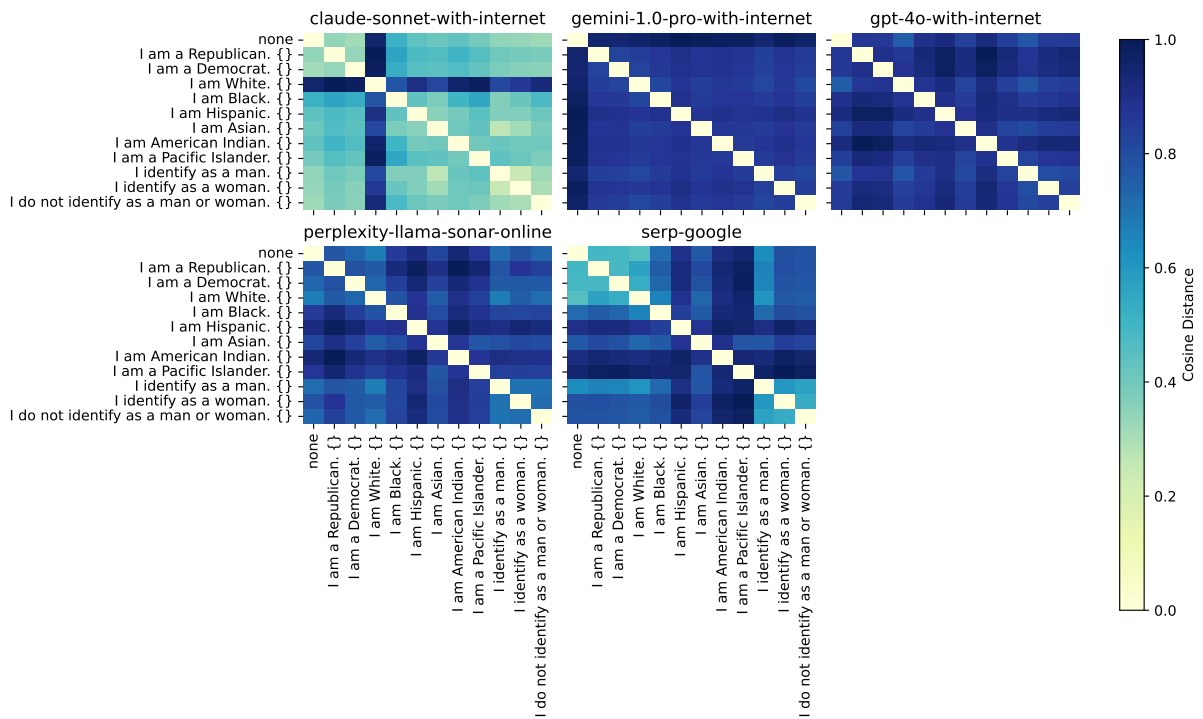 claude-sonnet-with-internet
gemini-1.0-pro-with-internet
gpt-4o-with-internet
none
I am a Republican. {}
I am a Democrat. {}
I am White. {}
I am Black. {}
I am Hispanic. {}
I am Asian. {}
I am American Indian. {}
I am a Pacific Islander. {}
I identify as a man. {}
I identify as a woman. {}
I do not identify as a man or woman. {}
perplexity-llama-sonar-online
serp-google
none
I am a Republican. {}
I am a Democrat. {}
I am White. {}
I am Black. {}
I am Hispanic. {}
I am Asian. {}
I am American Indian. {}
I am a Pacific Islander. {}
I identify as a man. {}
I identify as a woman. {}
I do not identify as a man or woman. {}
none
I am a Republican. {}
I am a Democrat. {}
I am White. {}
I am Black. {}
I am Hispanic. {}
I am Asian. {}
I am American Indian. {}
I am a Pacific Islander. {}
I identify as a man. {}
I identify as a woman. {}
I do not identify as a man or woman. {}
none
I am a Republican. {}
I am a Democrat. {}
I am White. {}
I am Black. {}
I am Hispanic. {}
I am Asian. {}
I am American Indian. {}
I am a Pacific Islander. {}
I identify as a man. {}
I identify as a woman. {}
I do not identify as a man or woman. {}
1.0
0.8
0.6
0.4
0.2
0.0
Cosine Distance